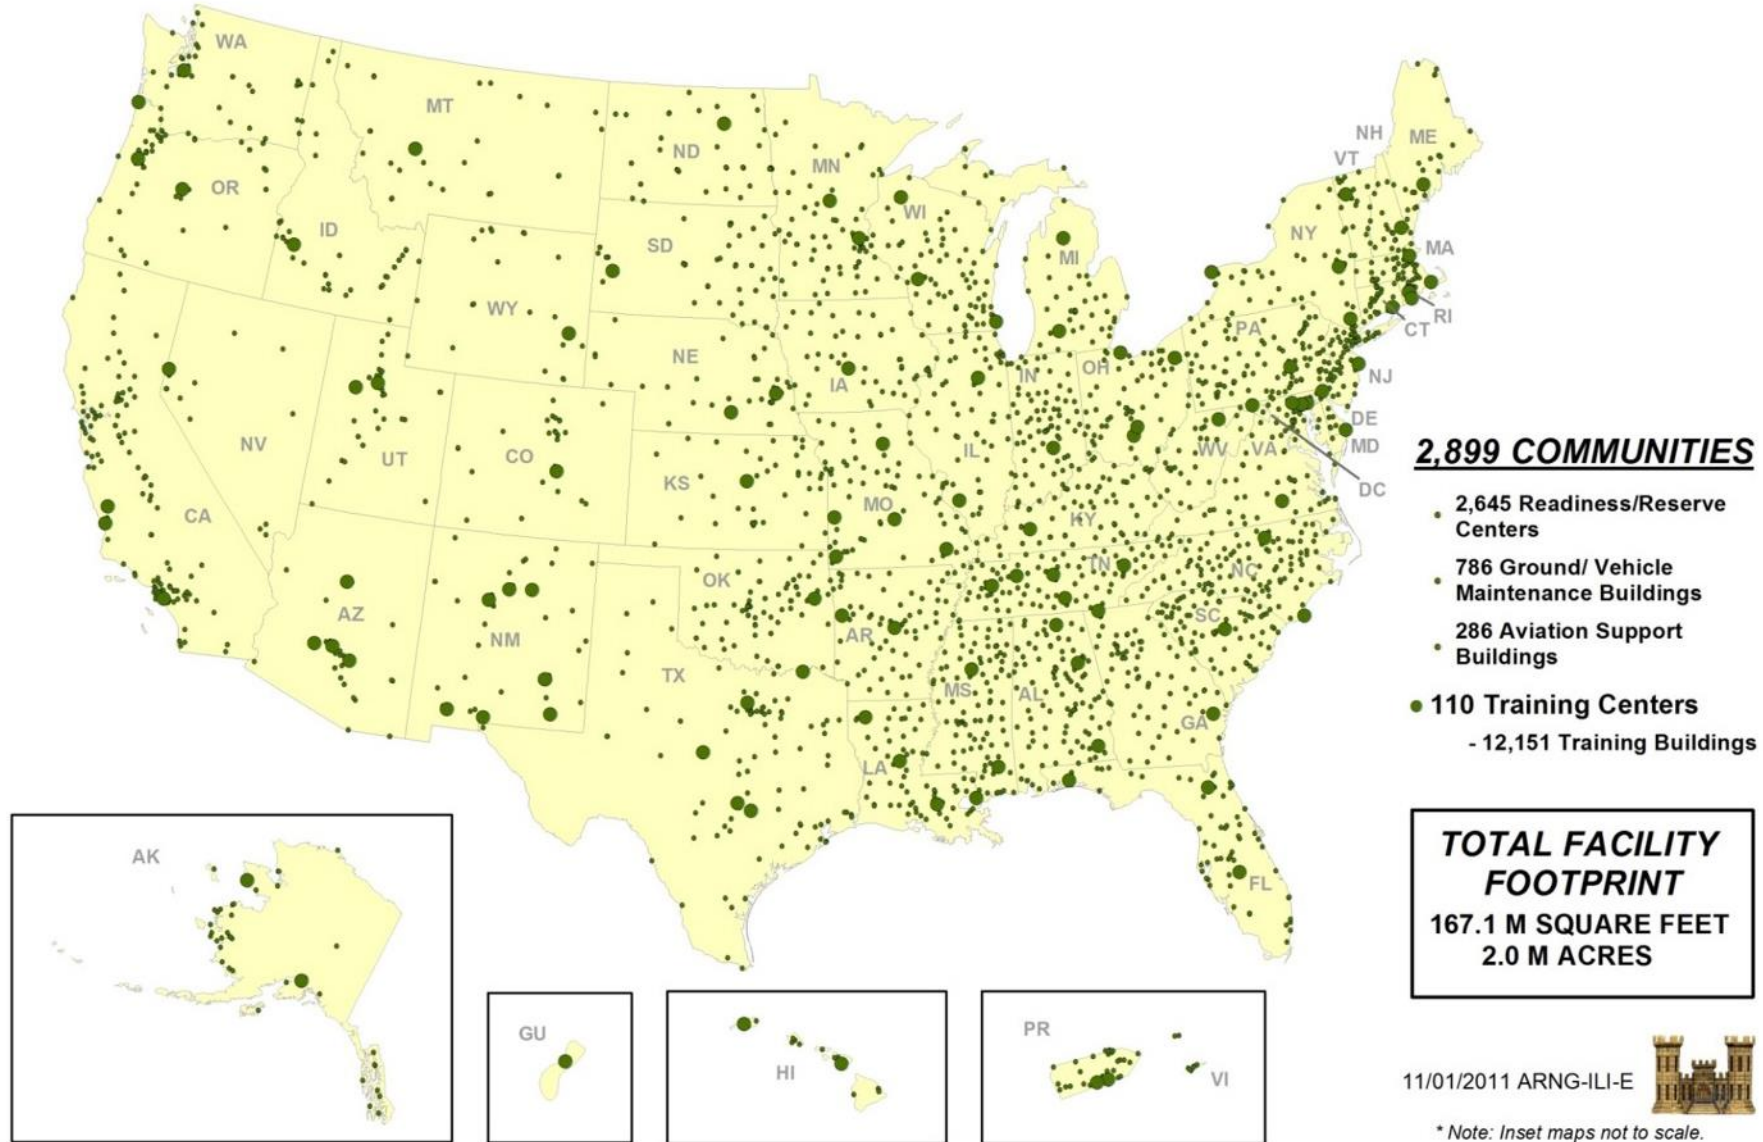 WA
MT
ND
MN
NH
ME
VT
OR
ID
WI
NY
MA
SD
MI
WY
RI
CT
PA
NE
IA
IN
OH
NJ
NV
UT
CO
IL
WV
VA
DE
MD
DC
KS
CA
MO
KY
OK
TN
NC
AZ
NM
AR
SC
TX
MS
AL
GA
LA
FL
AK
GU
HI
PR
VI
2,899 COMMUNITIES
2,645 Readiness/Reserve
Centers
786 Ground/ Vehicle
Maintenance Buildings
286 Aviation Support
Buildings
110 Training Centers
- 12,151 Training Buildings
TOTAL FACILITY
FOOTPRINT
167.1 M SQUARE FEET
2.0 M ACRES
11/01/2011 ARNG-ILI-E
* Note: Inset maps not to scale.